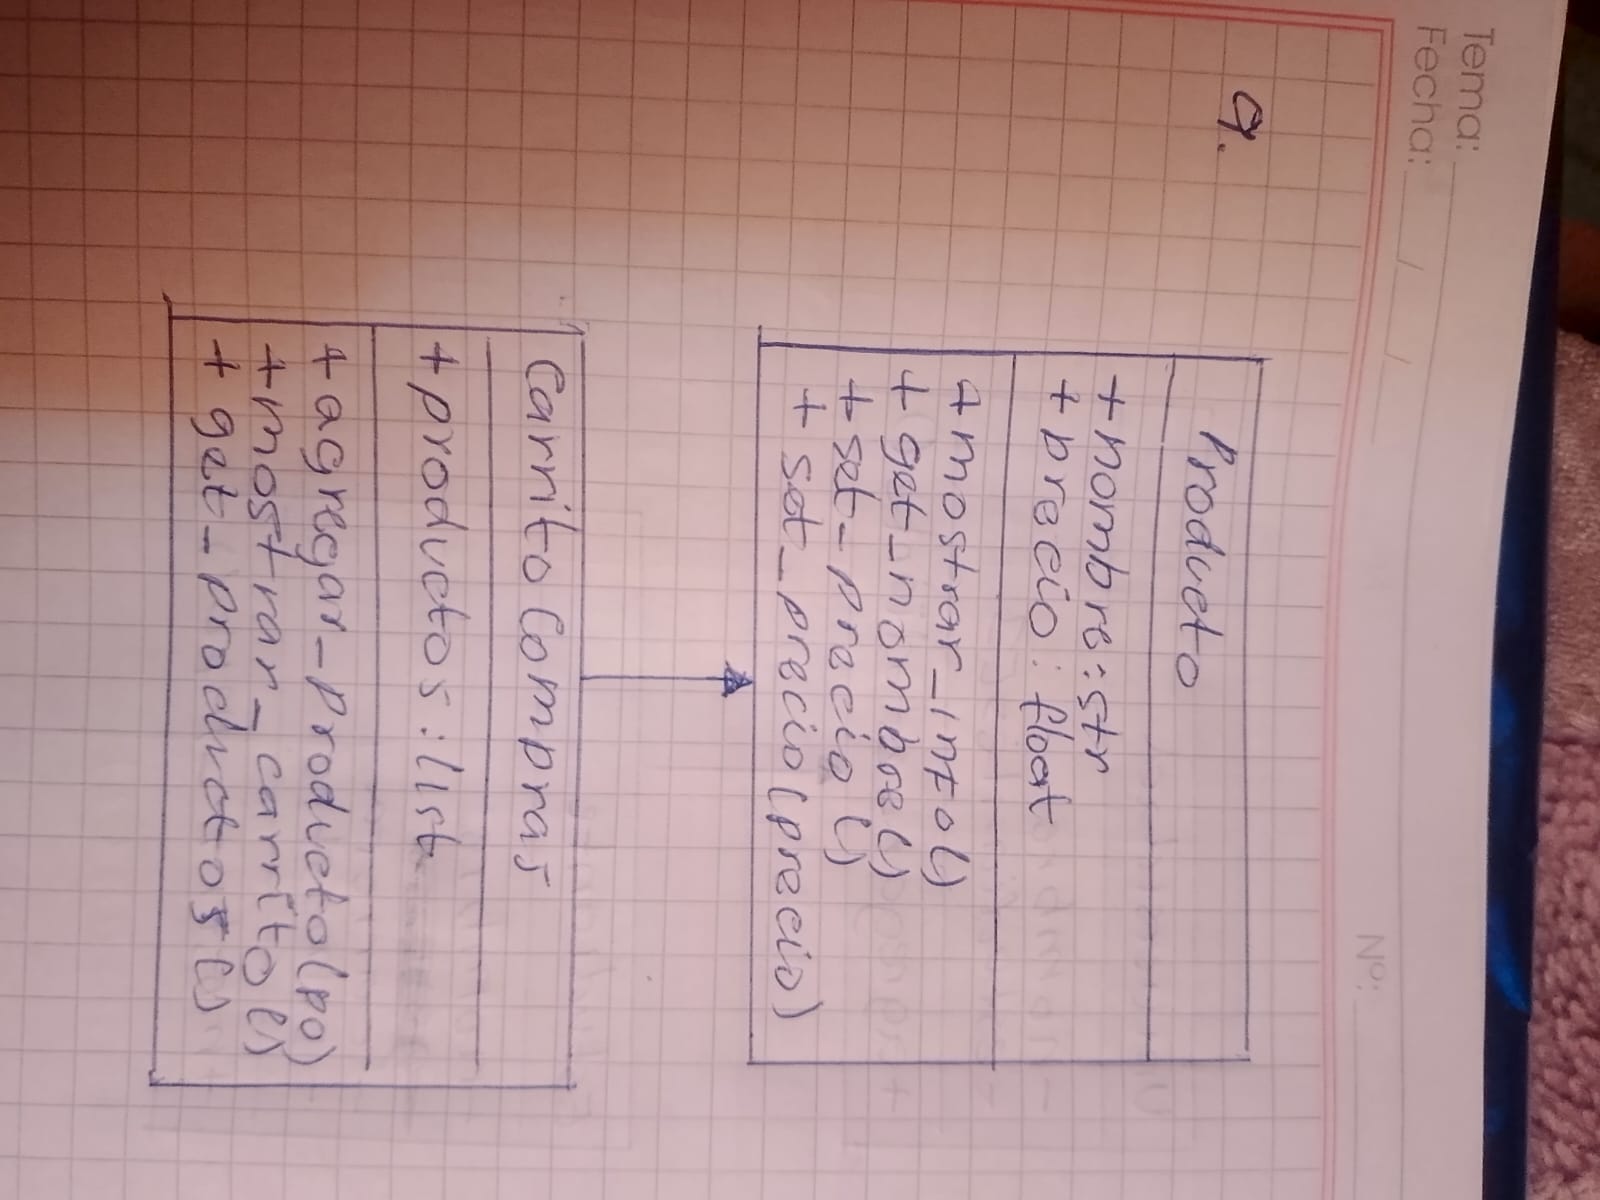 Tema:
Fecha: / /
Nº:
9.
Producto
+ nombre: str
+ precio: float
+ mostrar_info()
+ get_nombre()
+ set_precio()
+ set_precio(precio)
CarritoCompras
+ productos: list
+ agregar_producto(po)
+ mostrar_carrito()
+ get_productos()